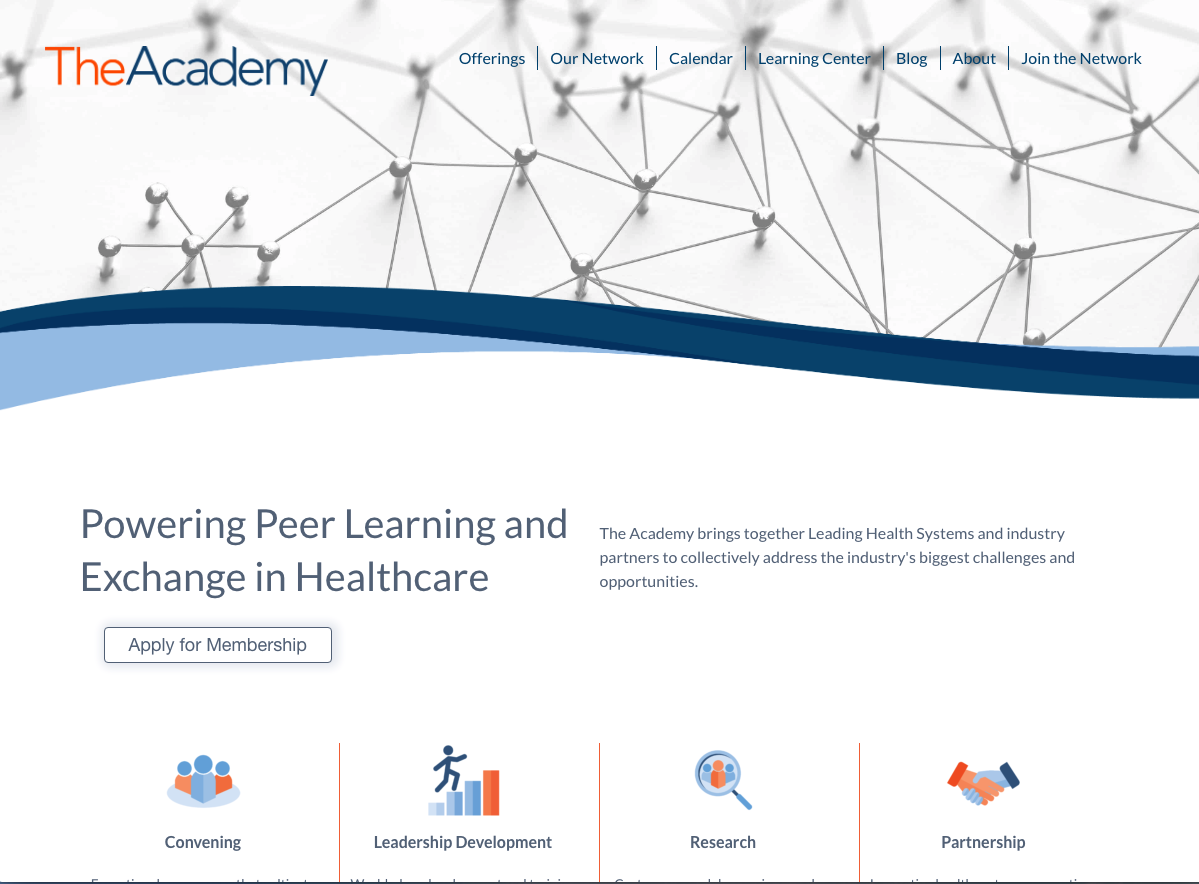 TheAcademy
Offerings
Our Network
Calendar
Learning Center
Blog
About
Join the Network
Powering Peer Learning and
Exchange in Healthcare
The Academy brings together Leading Health Systems and industry
partners to collectively address the industry's biggest challenges and
opportunities.
Apply for Membership
Convening
Leadership Development
Research
Partnership